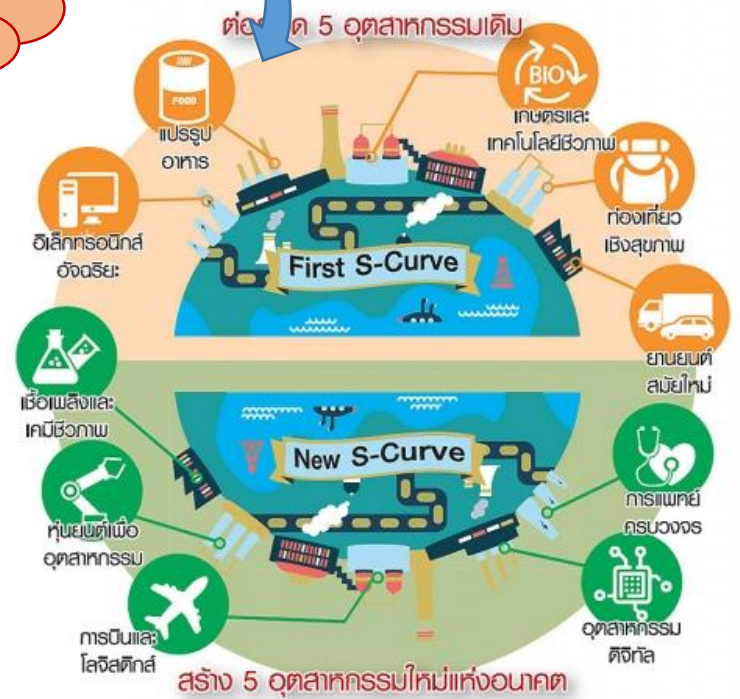 5 อุตสาหกรรมเดิม
BIO
FOOD
เกษตรและ
เทคโนโลยีชีวภาพ
แปรรูป
อาหาร
ท่องเที่ยว
เชิงสุขภาพ
อิเล็กทรอนิกส์
อัจฉริยะ
First S-Curve
ยานยนต์
สมัยใหม่
เชื้อเพลิงและ
เคมีชีวภาพ
New S-Curve
การแพทย์
ครบวงจร
หุ่นยนต์เพื่อ
อุตสาหกรรม
อุตสาหกรรม
ดิจิทัล
การบินและ
โลจิสติกส์
สร้าง 5 อุตสาหกรรมใหม่แห่งอนาคต